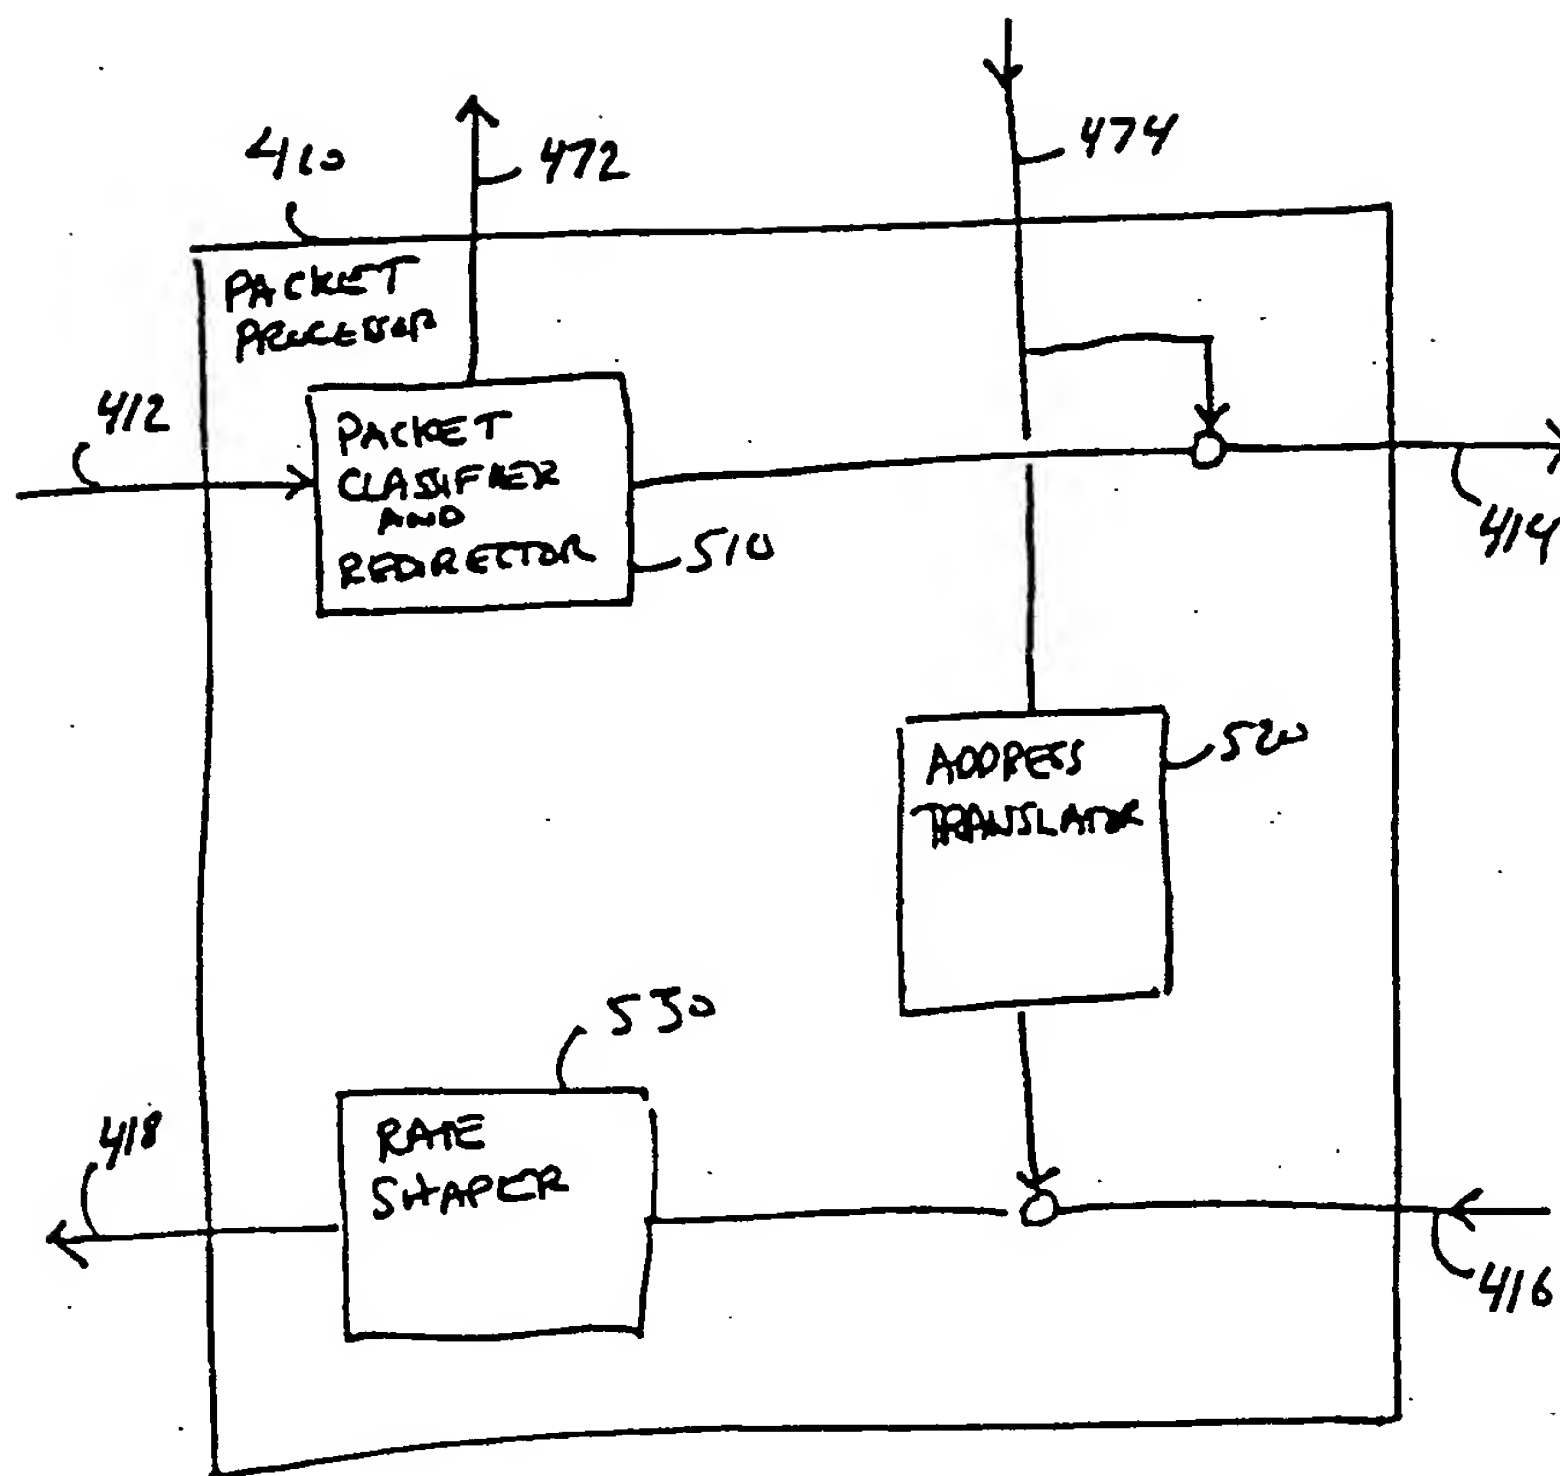 474
472
410
PACKET
PROCESSOR
412
PACKET
CLASSIFIER
AND
REDIRECTOR
510
414
520
ADDRESS
TRANSLATOR
530
418
RATE
SHAPER
416